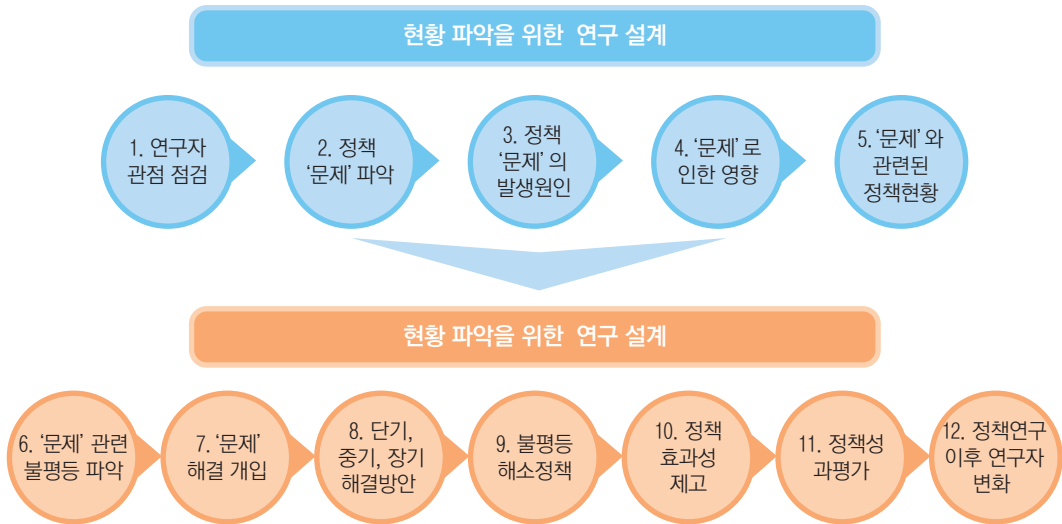 현황 파악을 위한 연구 설계
1. 연구자
관점 점검
2. 정책
‘문제’ 파악
3. 정책
‘문제’의
발생원인
4. ‘문제’로
인한 영향
5. ‘문제’와
관련된
정책현황
현황 파악을 위한 연구 설계
6. ‘문제’ 관련
불평등 파악
7. ‘문제’
해결 개입
8. 단기,
중기, 장기
해결방안
9. 불평등
해소정책
10. 정책
효과성
제고
11. 정책성
과평가
12. 정책연구
이후 연구자
변화